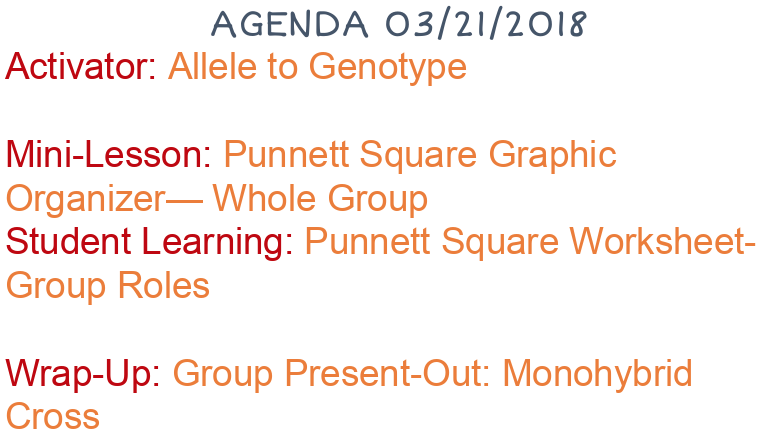 AGENDA 03/21/2018
Activator: Allele to Genotype
Mini-Lesson: Punnett Square Graphic
Organizer— Whole Group
Student Learning: Punnett Square Worksheet-
Group Roles
Wrap-Up: Group Present-Out: Monohybrid
Cross